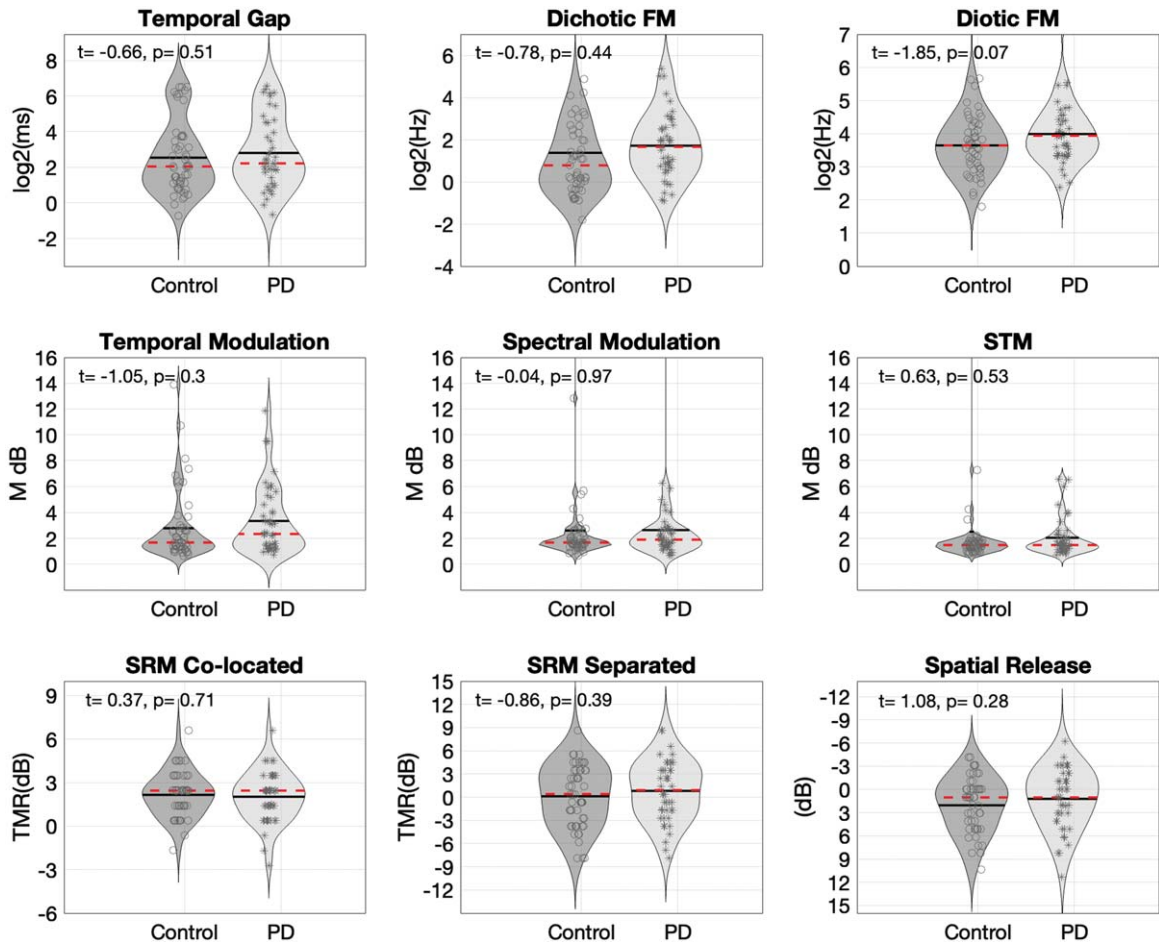 Temporal Gap
t= -0.66, p= 0.51
log2(ms)
8
6
4
2
0
-2
Control PD
Dichotic FM
t= -0.78, p= 0.44
log2(Hz)
6
4
2
0
-2
-4
Control PD
Diotic FM
t= -1.85, p= 0.07
log2(Hz)
7
6
5
4
3
2
1
0
Control PD
Temporal Modulation
t= -1.05, p= 0.3
M dB
16
14
12
10
8
6
4
2
0
Control PD
Spectral Modulation
t= -0.04, p= 0.97
M dB
16
14
12
10
8
6
4
2
0
Control PD
STM
t= 0.63, p= 0.53
M dB
16
14
12
10
8
6
4
2
0
Control PD
SRM Co-located
t= 0.37, p= 0.71
TMR(dB)
9
6
3
0
-3
-6
Control PD
SRM Separated
t= -0.86, p= 0.39
TMR(dB)
15
12
9
6
3
0
-3
-6
-9
-12
Control PD
Spatial Release
t= 1.08, p= 0.28
(dB)
-12
-9
-6
-3
0
3
6
9
12
15
Control PD